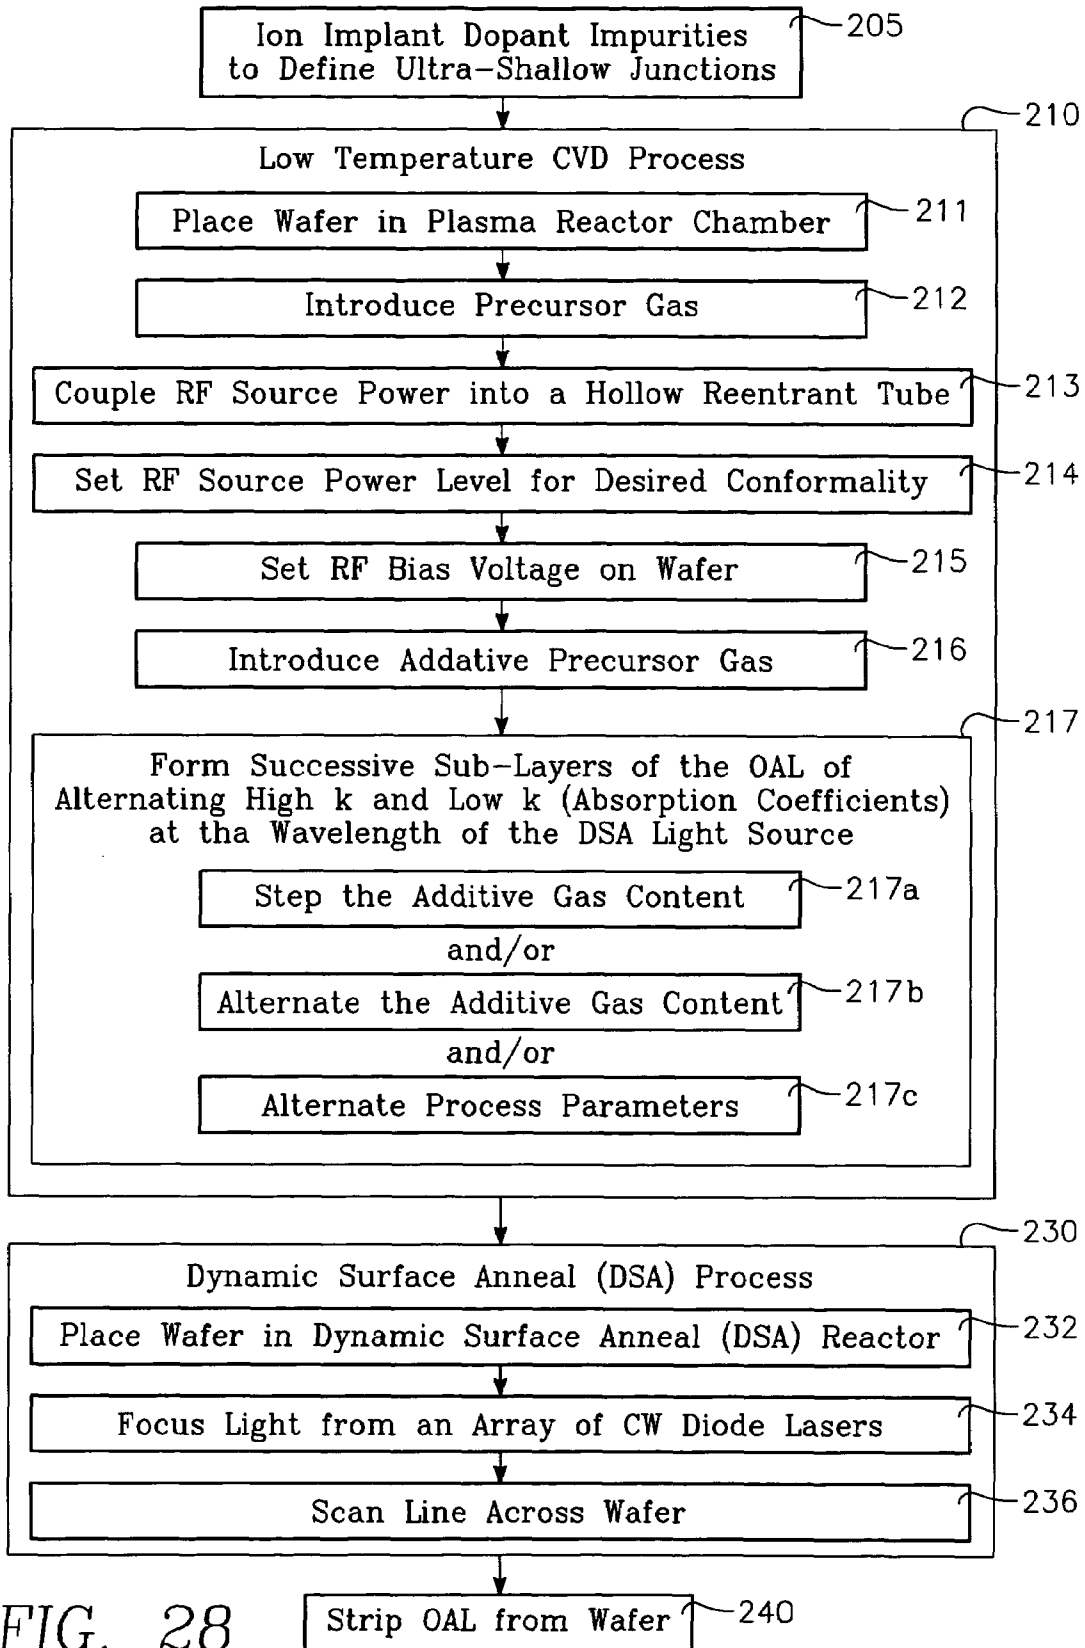 Ion Implant Dopant Impurities
to Define Ultra-Shallow Junctions
205
210
Low Temperature CVD Process
Place Wafer in Plasma Reactor Chamber
211
Introduce Precursor Gas
212
Couple RF Source Power into a Hollow Reentrant Tube
213
Set RF Source Power Level for Desired Conformality
214
Set RF Bias Voltage on Wafer
215
Introduce Addative Precursor Gas
216
217
Form Successive Sub-Layers of the OAL of
Alternating High k and Low k (Absorption Coefficients)
at tha Wavelength of the DSA Light Source
Step the Additive Gas Content
217a
and/or
Alternate the Additive Gas Content
217b
and/or
Alternate Process Parameters
217c
230
Dynamic Surface Anneal (DSA) Process
Place Wafer in Dynamic Surface Anneal (DSA) Reactor
232
Focus Light from an Array of CW Diode Lasers
234
Scan Line Across Wafer
236
Strip OAL from Wafer
240
FIG. 28